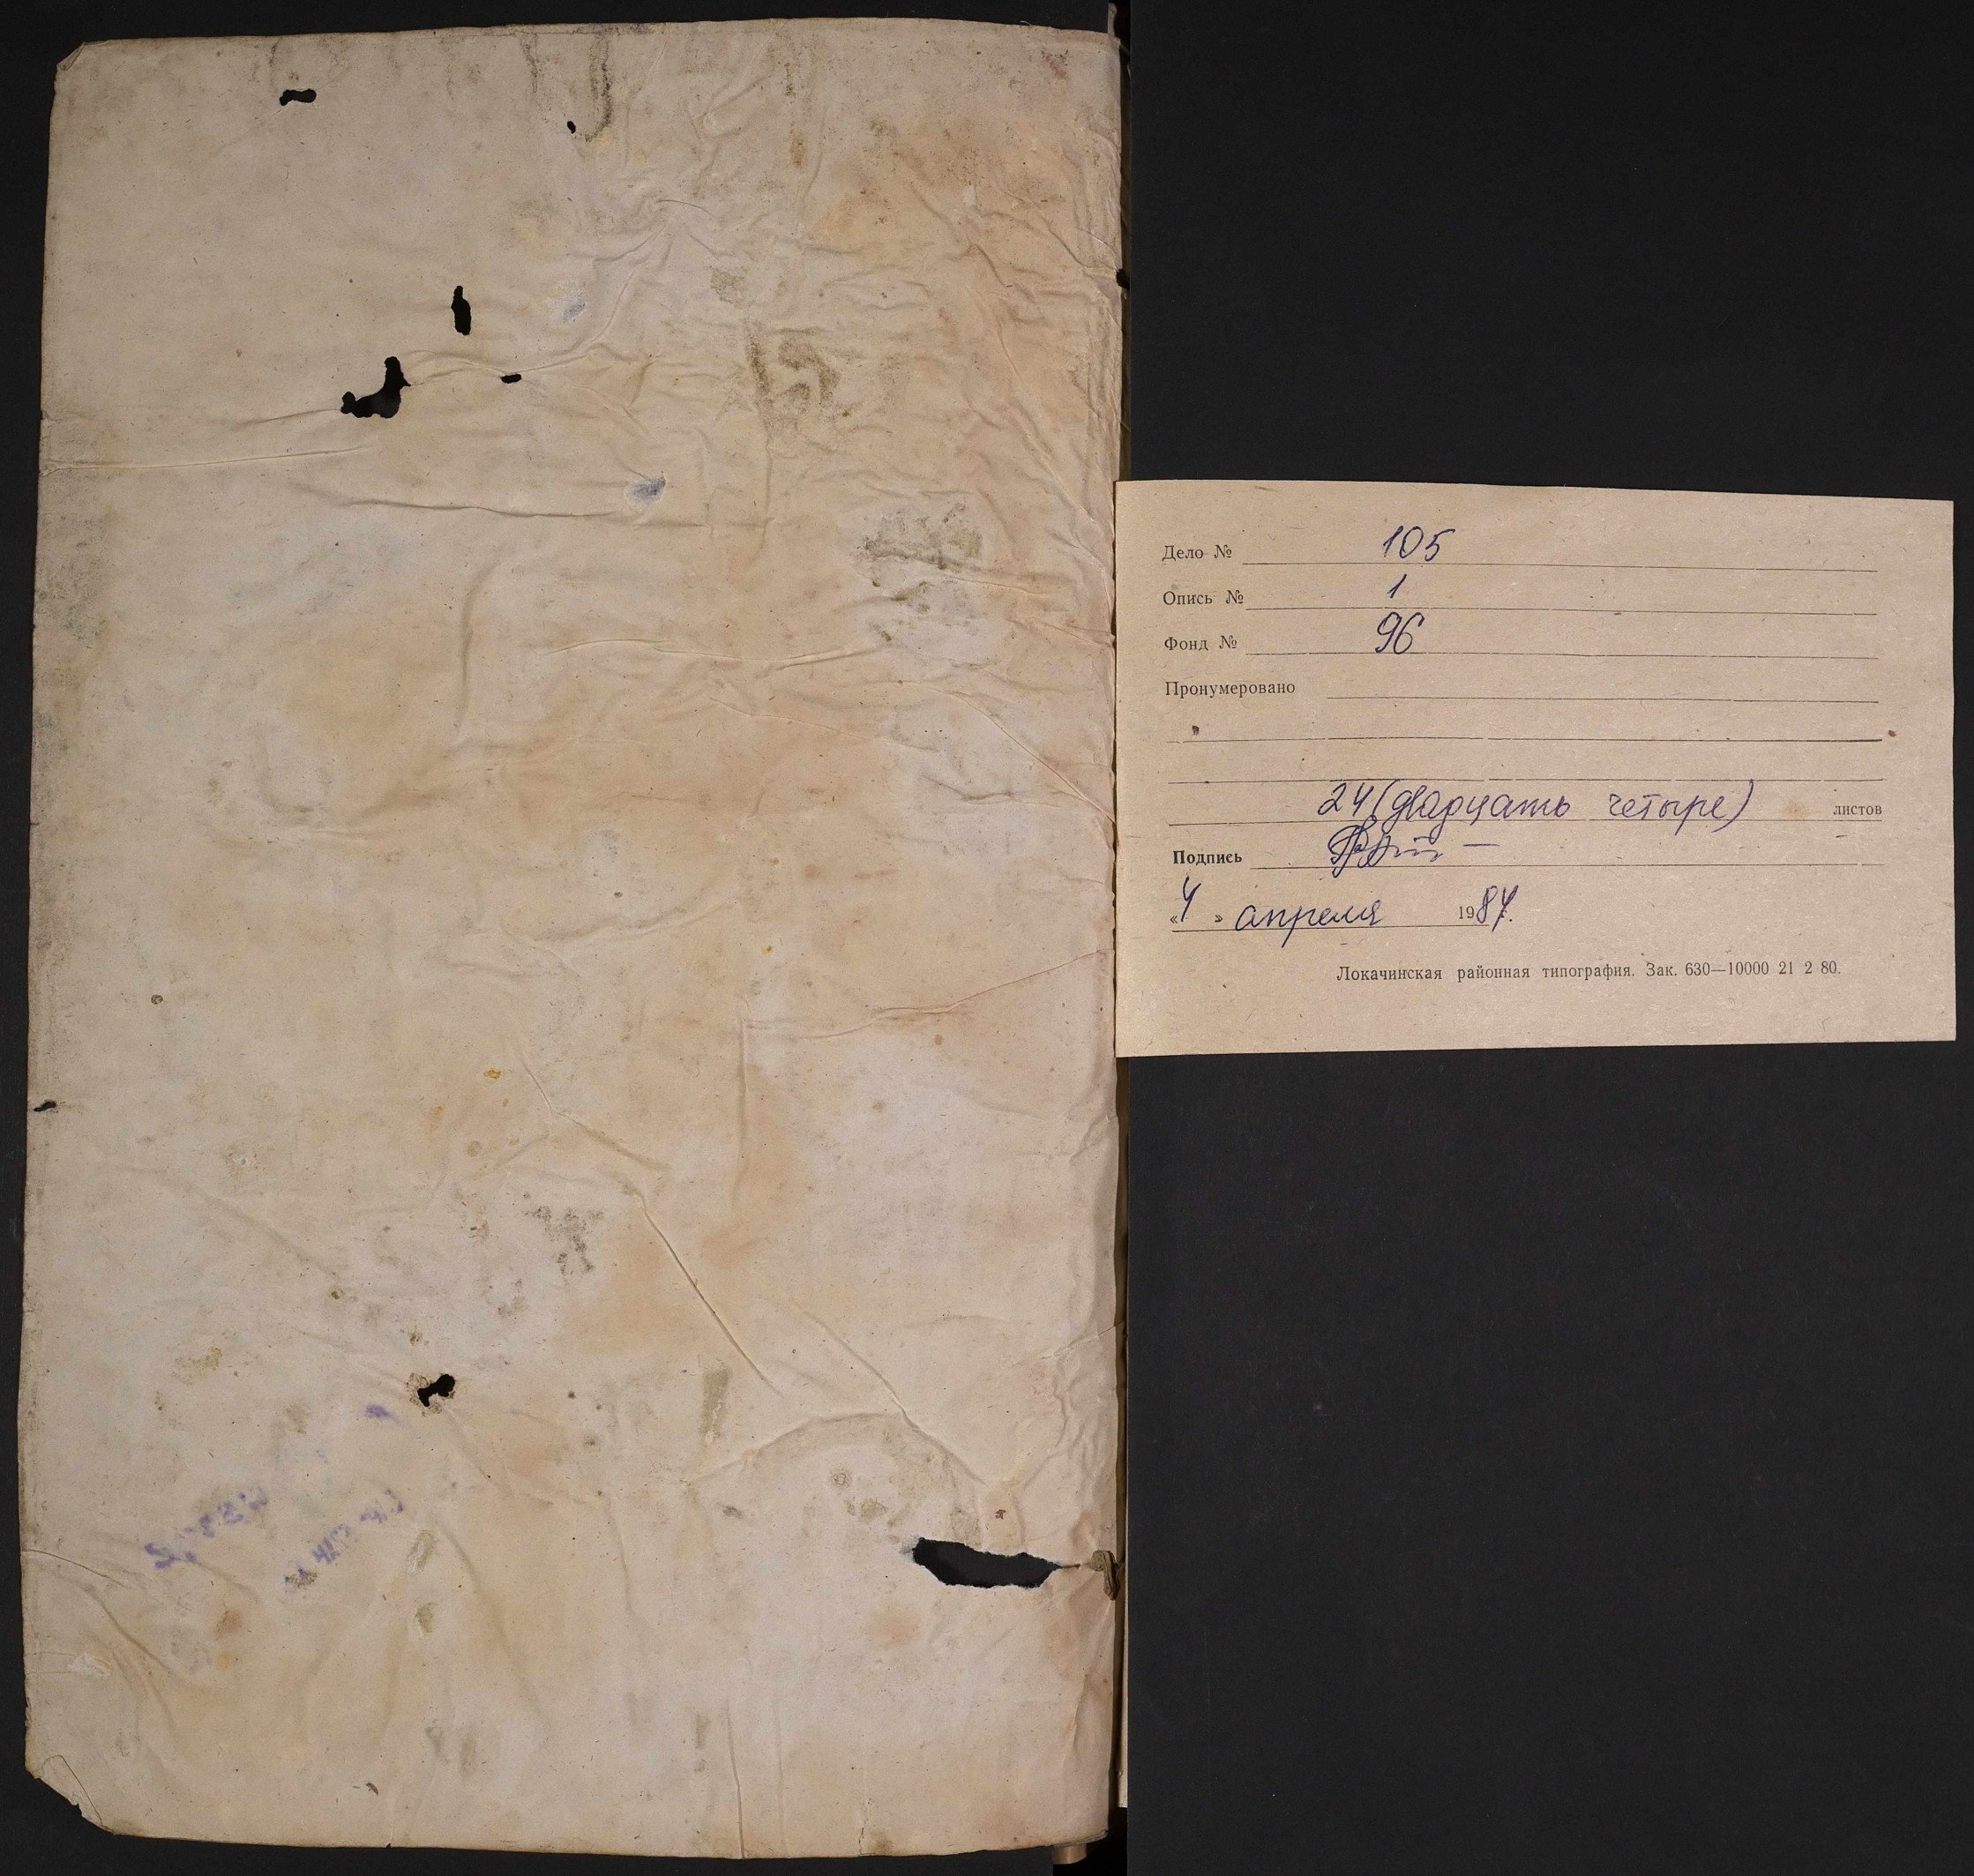 Дело № 105
Опись № 1
Фонд № 96
Пронумеровано
24 (двадцать четыре) листов
Подпись
«4» апреля 1984.
Локачинская районная типография. Зак. 630—10000 21 2 80.